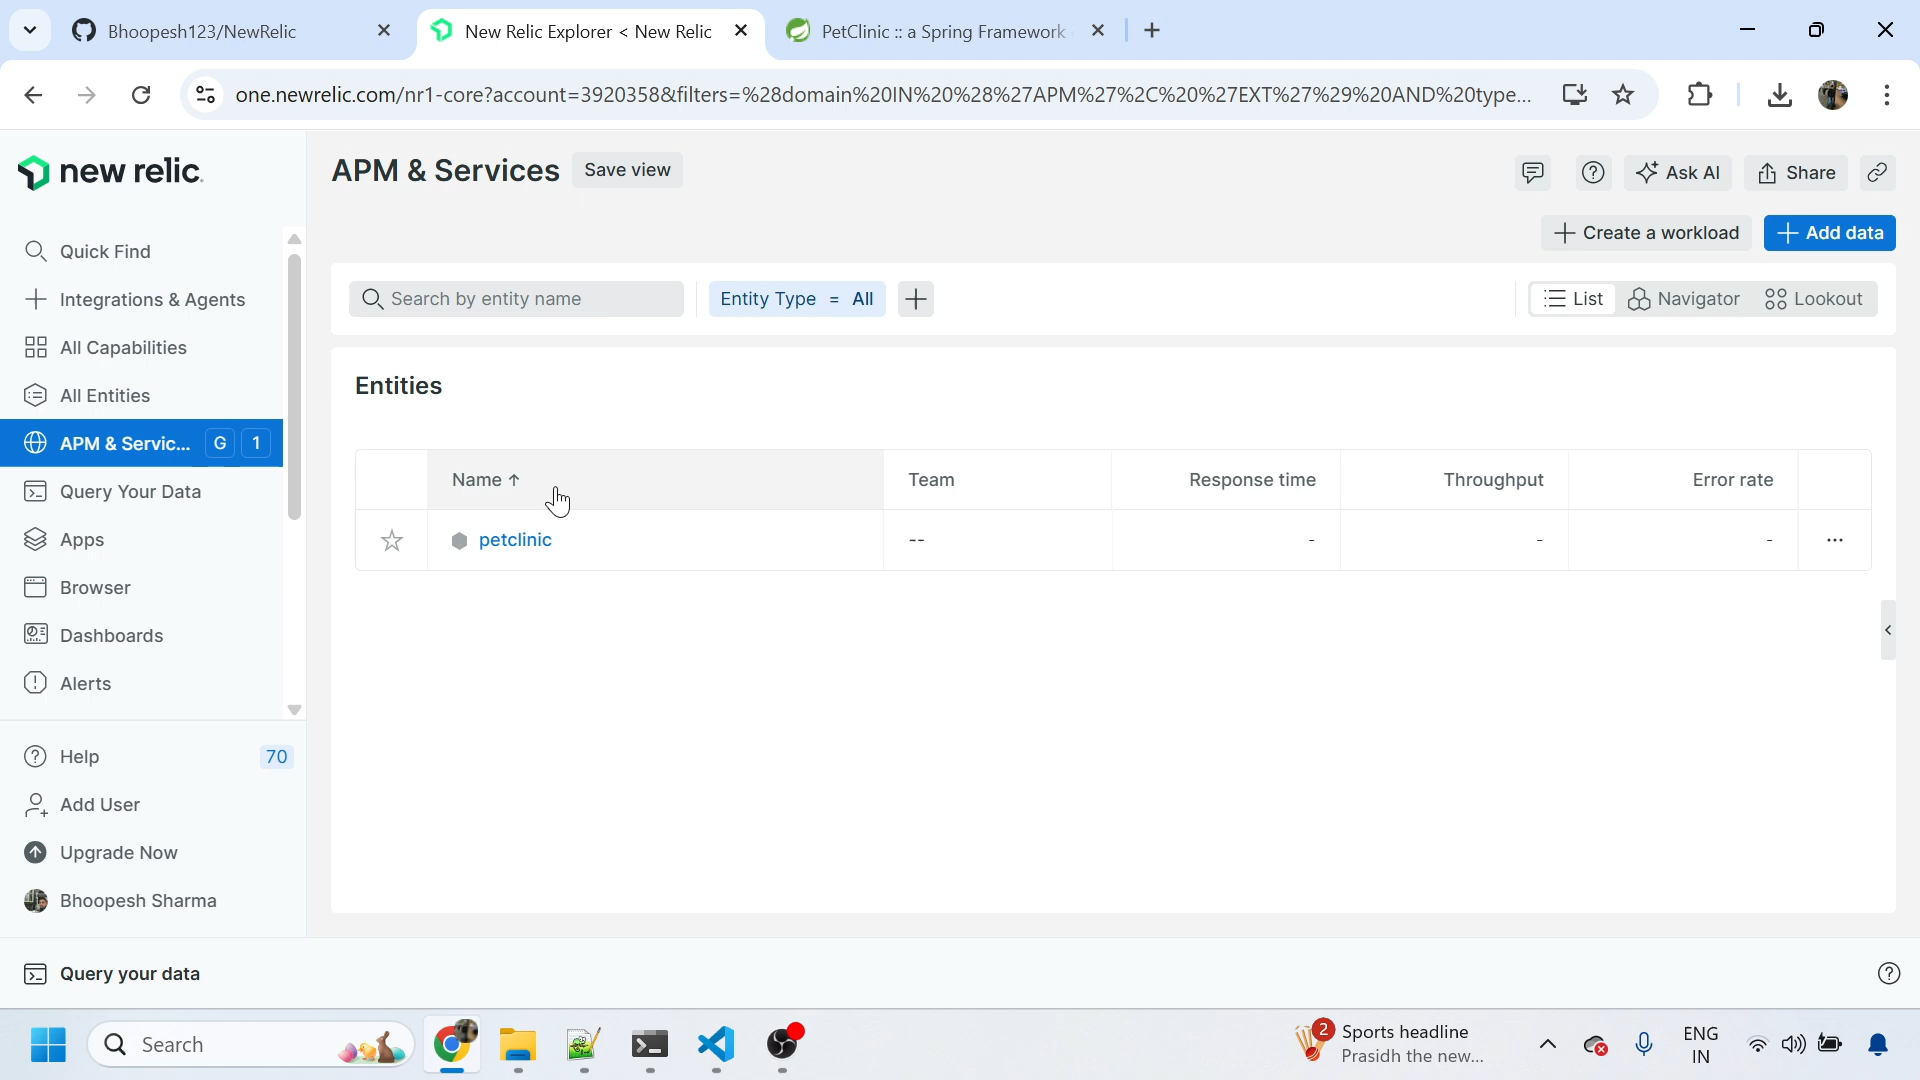 Bhoopesh123/NewRelic
New Relic Explorer < New Relic
PetClinic :: a Spring Framework
one.newrelic.com/nr1-core?account=3920358&filters=%28domain%20IN%20%28%27APM%27%2C%20%27EXT%27%29%20AND%20type...
new relic.
APM & Services
Save view
Ask AI
Share
Create a workload
Add data
Quick Find
Integrations & Agents
All Capabilities
All Entities
APM & Servic... G 1
Query Your Data
Apps
Browser
Dashboards
Alerts
Help 70
Add User
Upgrade Now
Bhoopesh Sharma
Search by entity name
Entity Type = All
List
Navigator
Lookout
Entities
Name ↑ Team Response time Throughput Error rate
petclinic -- - - - ...
Query your data
Search
2
Sports headline
Prasidh the new...
ENG
IN